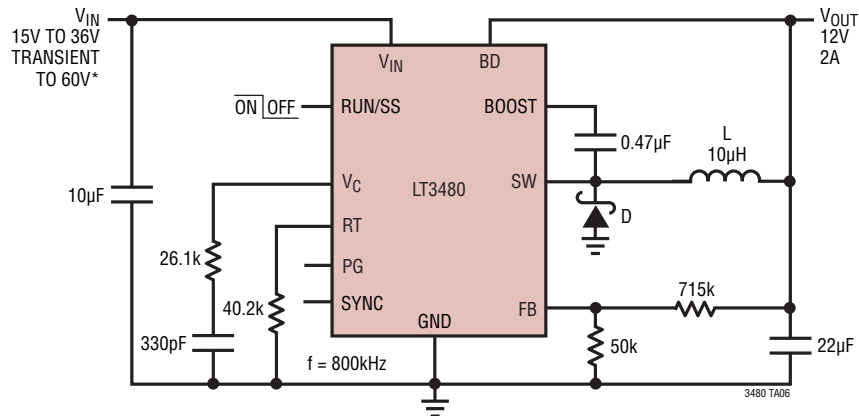 VIN
15V TO 36V
TRANSIENT
TO 60V*
VOUT
12V
2A
VIN
BD
ON OFF
RUN/SS
BOOST
0.47µF
L
10µH
10µF
VC
LT3480
SW
D
RT
26.1k
PG
715k
40.2k
SYNC
FB
GND
330pF
f = 800kHz
50k
22µF
3480 TA06